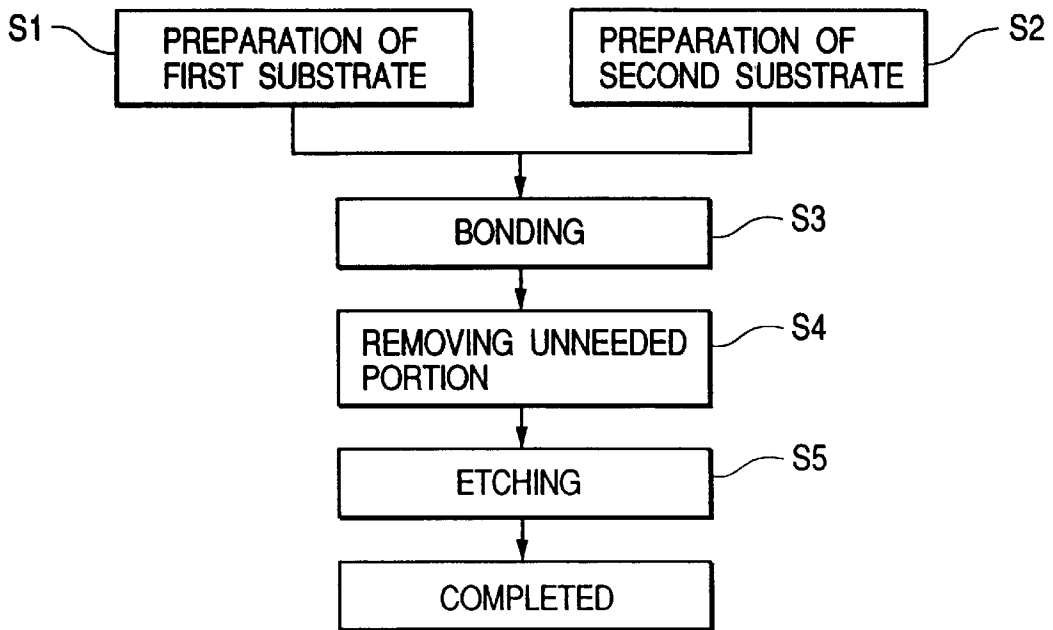 S1
PREPARATION OF
FIRST SUBSTRATE
PREPARATION OF
SECOND SUBSTRATE
S2
BONDING
S3
REMOVING UNNEEDED
PORTION
S4
ETCHING
S5
COMPLETED